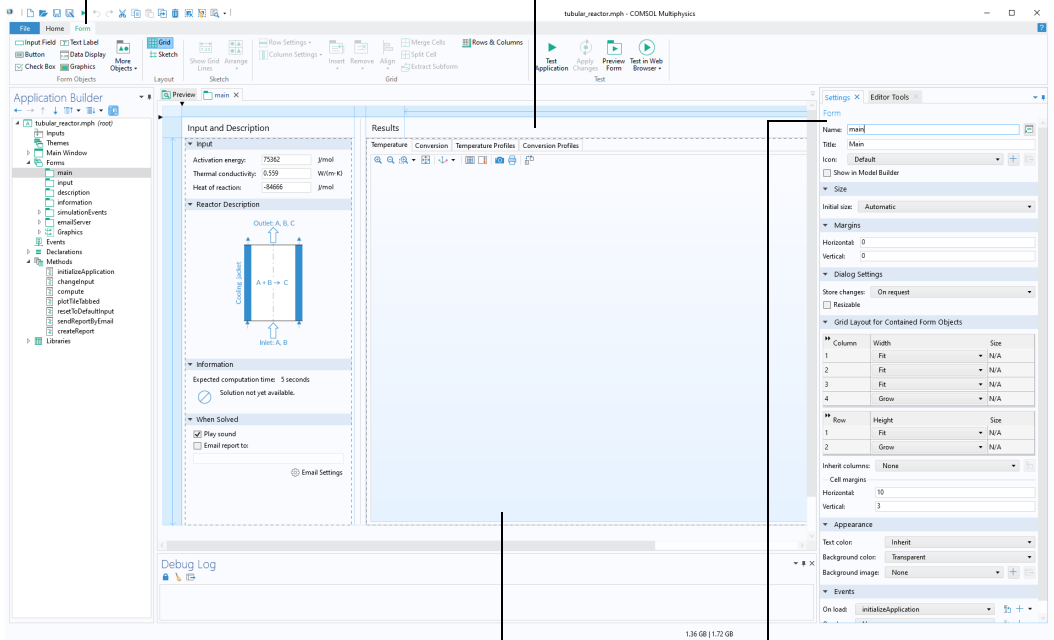 tubular_reactor.mph - COMSOL Multiphysics
File Home Form
Input Field Text Label
Button Data Display
Check Box Graphics
More Objects
Form Objects
Grid
Sketch
Layout
Show Grid Lines
Arrange
Sketch
Row Settings
Column Settings
Insert Remove Align
Merge Cells
Split Cell
Extract Subform
Rows & Columns
Grid
Test Application
Apply Changes
Preview Form
Test in Web Browser
Test
Application Builder
tubular_reactor.mph (root)
Inputs
Themes
Main Window
Forms
main
input
description
information
simulationEvents
emailServer
Graphics
Events
Declarations
Methods
initializeApplication
changeInput
compute
plotTileTabbed
resetToDefaultInput
sendReportByEmail
createReport
Libraries
Preview main
Input and Description
Input
Activation energy: 75362 J/mol
Thermal conductivity: 0.559 W/(m·K)
Heat of reaction: -84666 J/mol
Reactor Description
Outlet: A, B, C
Cooling jacket
A + B → C
Inlet: A, B
Information
Expected computation time: 5 seconds
Solution not yet available.
When Solved
Play sound
Email report to:
Email Settings
Results
Temperature Conversion Temperature Profiles Conversion Profiles
Debug Log
Settings Editor Tools
Form
Name: main
Title: Main
Icon: Default
Show in Model Builder
Size
Initial size: Automatic
Margins
Horizontal: 0
Vertical: 0
Dialog Settings
Store changes: On request
Resizable
Grid Layout for Contained Form Objects
Column Width Size
1 Fit N/A
2 Fit N/A
3 Fit N/A
4 Grow N/A
Row Height Size
1 Fit N/A
2 Grow N/A
Inherit columns: None
Cell margins
Horizontal: 10
Vertical: 3
Appearance
Text color: Inherit
Background color: Transparent
Background image: None
Events
On load: initializeApplication
1.36 GB | 1.72 GB